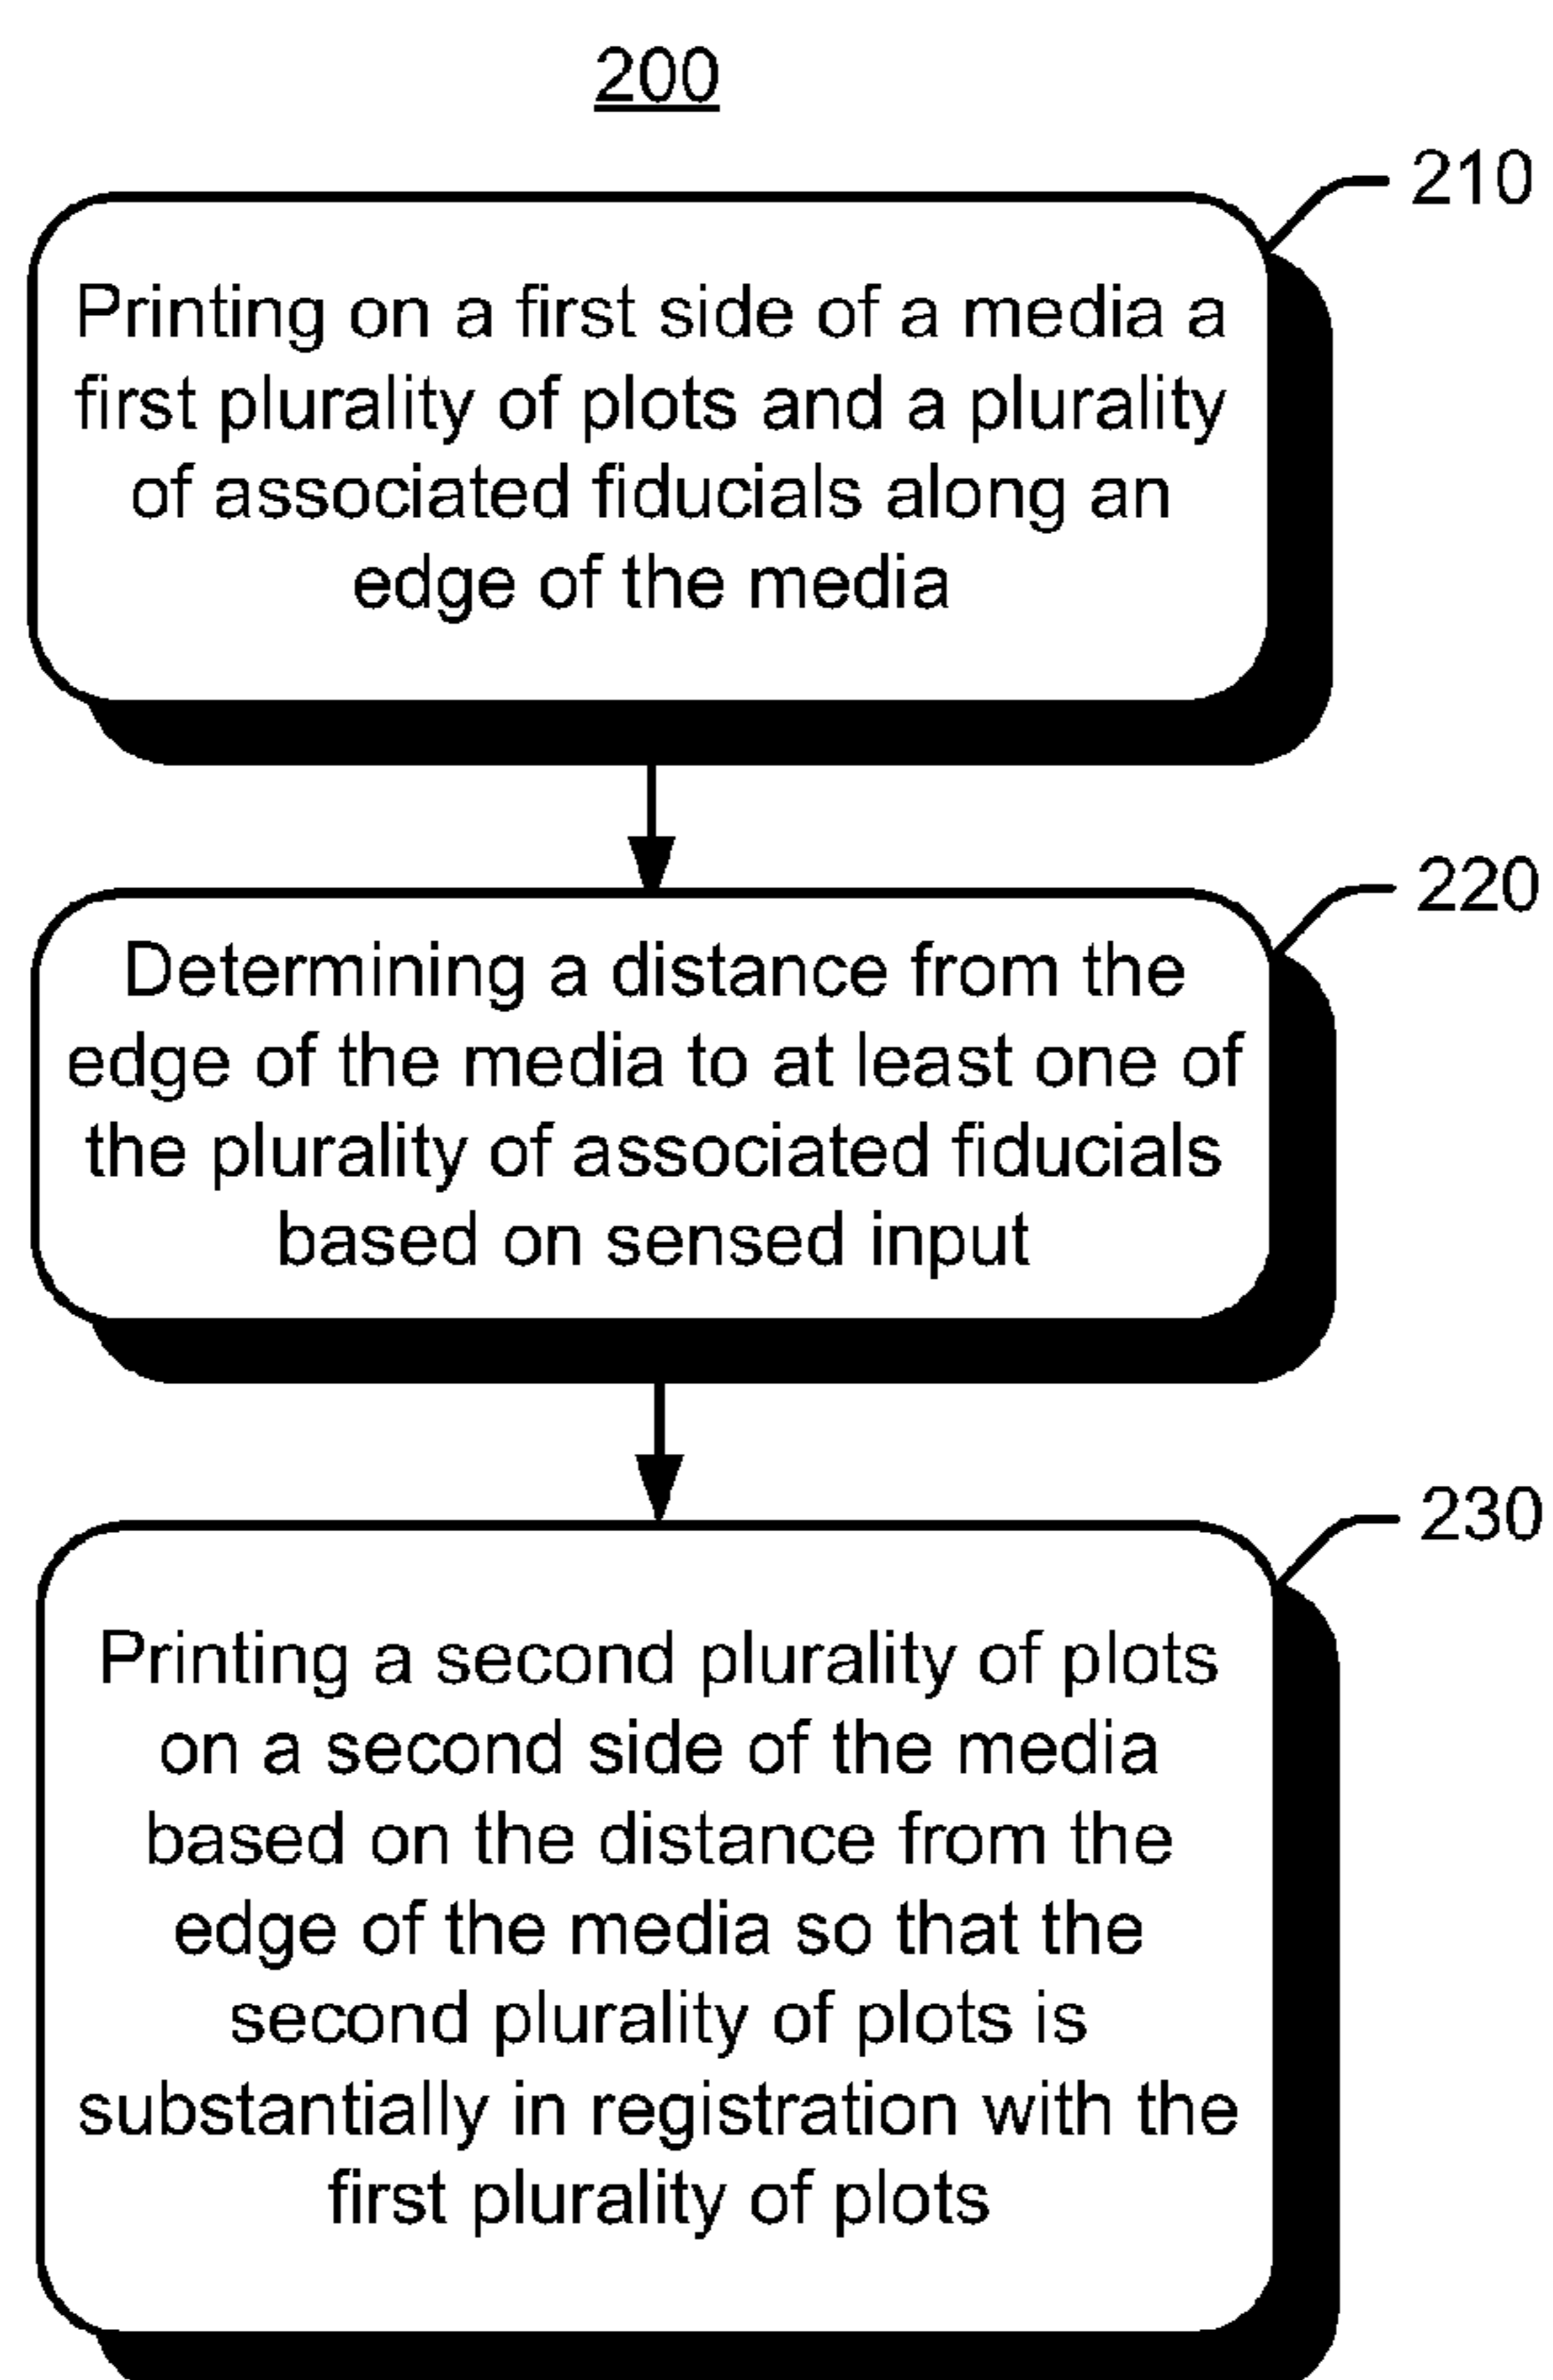 200
210
Printing on a first side of a media a
first plurality of plots and a plurality
of associated fiducials along an
edge of the media
220
Determining a distance from the
edge of the media to at least one of
the plurality of associated fiducials
based on sensed input
230
Printing a second plurality of plots
on a second side of the media
based on the distance from the
edge of the media so that the
second plurality of plots is
substantially in registration with the
first plurality of plots